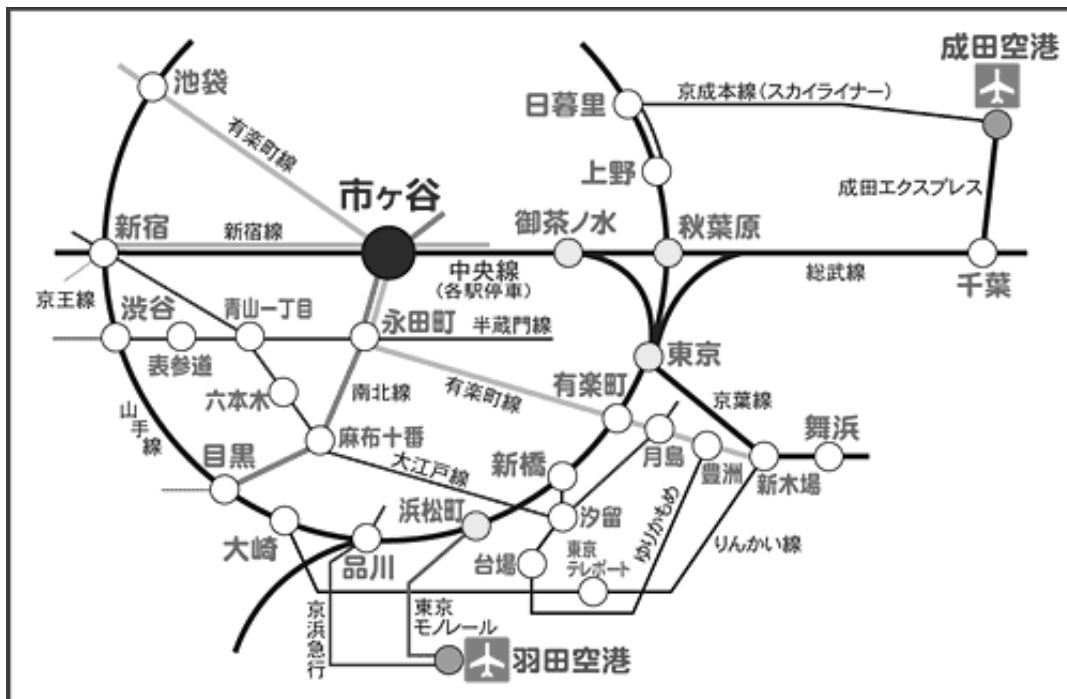 成田空港
池袋
日暮里
京成本線(スカイライナー)
有楽町線
上野
成田エクスプレス
市ヶ谷
新宿
新宿線
御茶ノ水
秋葉原
中央線
(各駅停車)
総武線
千葉
京王線
渋谷
青山一丁目
永田町
半蔵門線
表参道
東京
六本木
南北線
有楽町線
有楽町
京葉線
山手線
麻布十番
月島
豊洲
舞浜
新木場
目黒
大江戸線
新橋
浜松町
汐留
ゆりかもめ
りんかい線
大崎
品川
台場
東京
テレポート
京浜急行
東京
モノレール
羽田空港